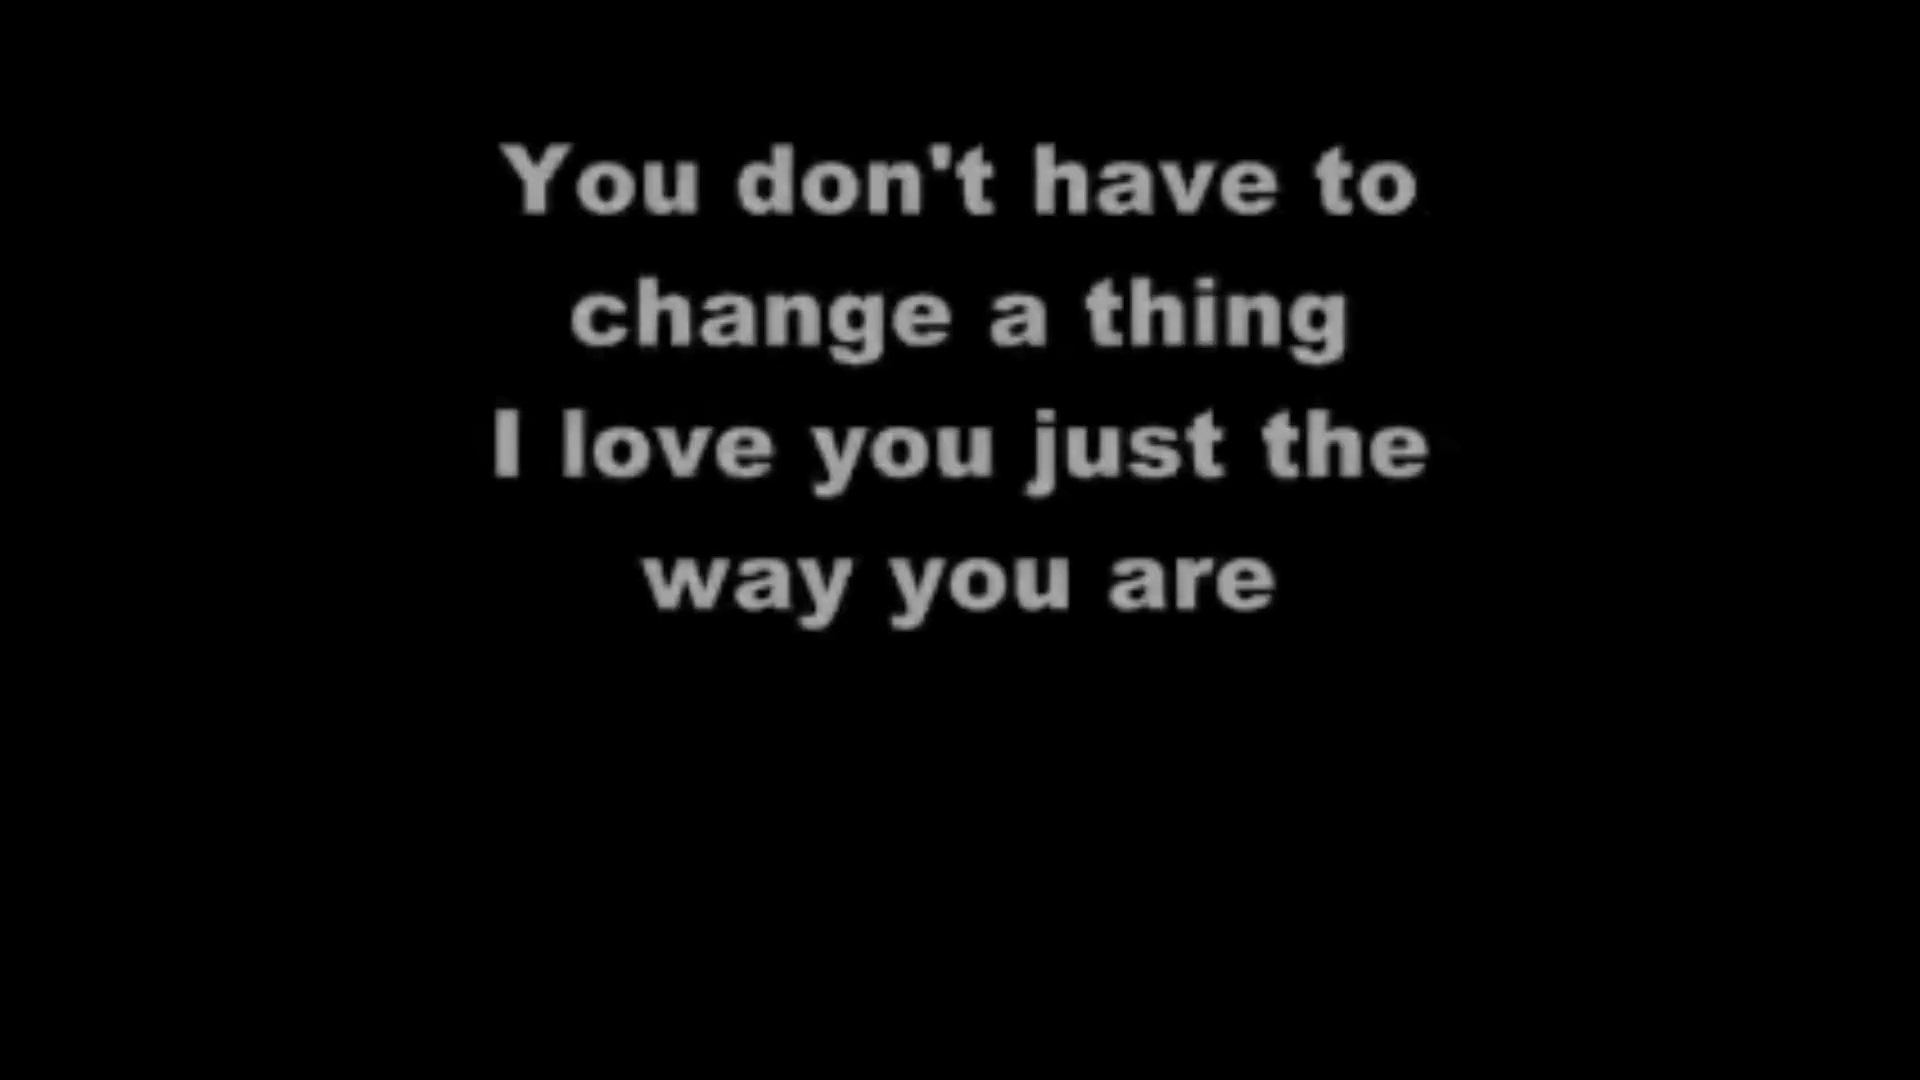 You don't have to
change a thing
I love you just the
way you are